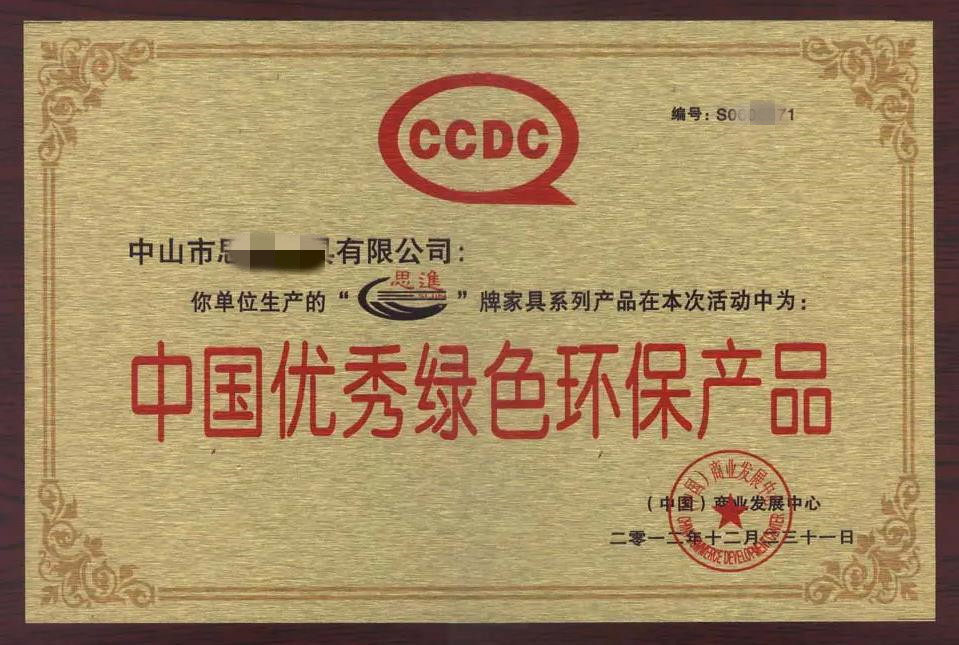 CCDC
编号: S00 71
中山市思 具有限公司:
思進
你单位生产的“ ”牌家具系列产品在本次活动中为:
中国优秀绿色环保产品
(中国)商业发展中心
二零一二年十二月二三十一日
(中国)商业发展中心
CHINA COMMERCE DEVELOPMENT CENTER